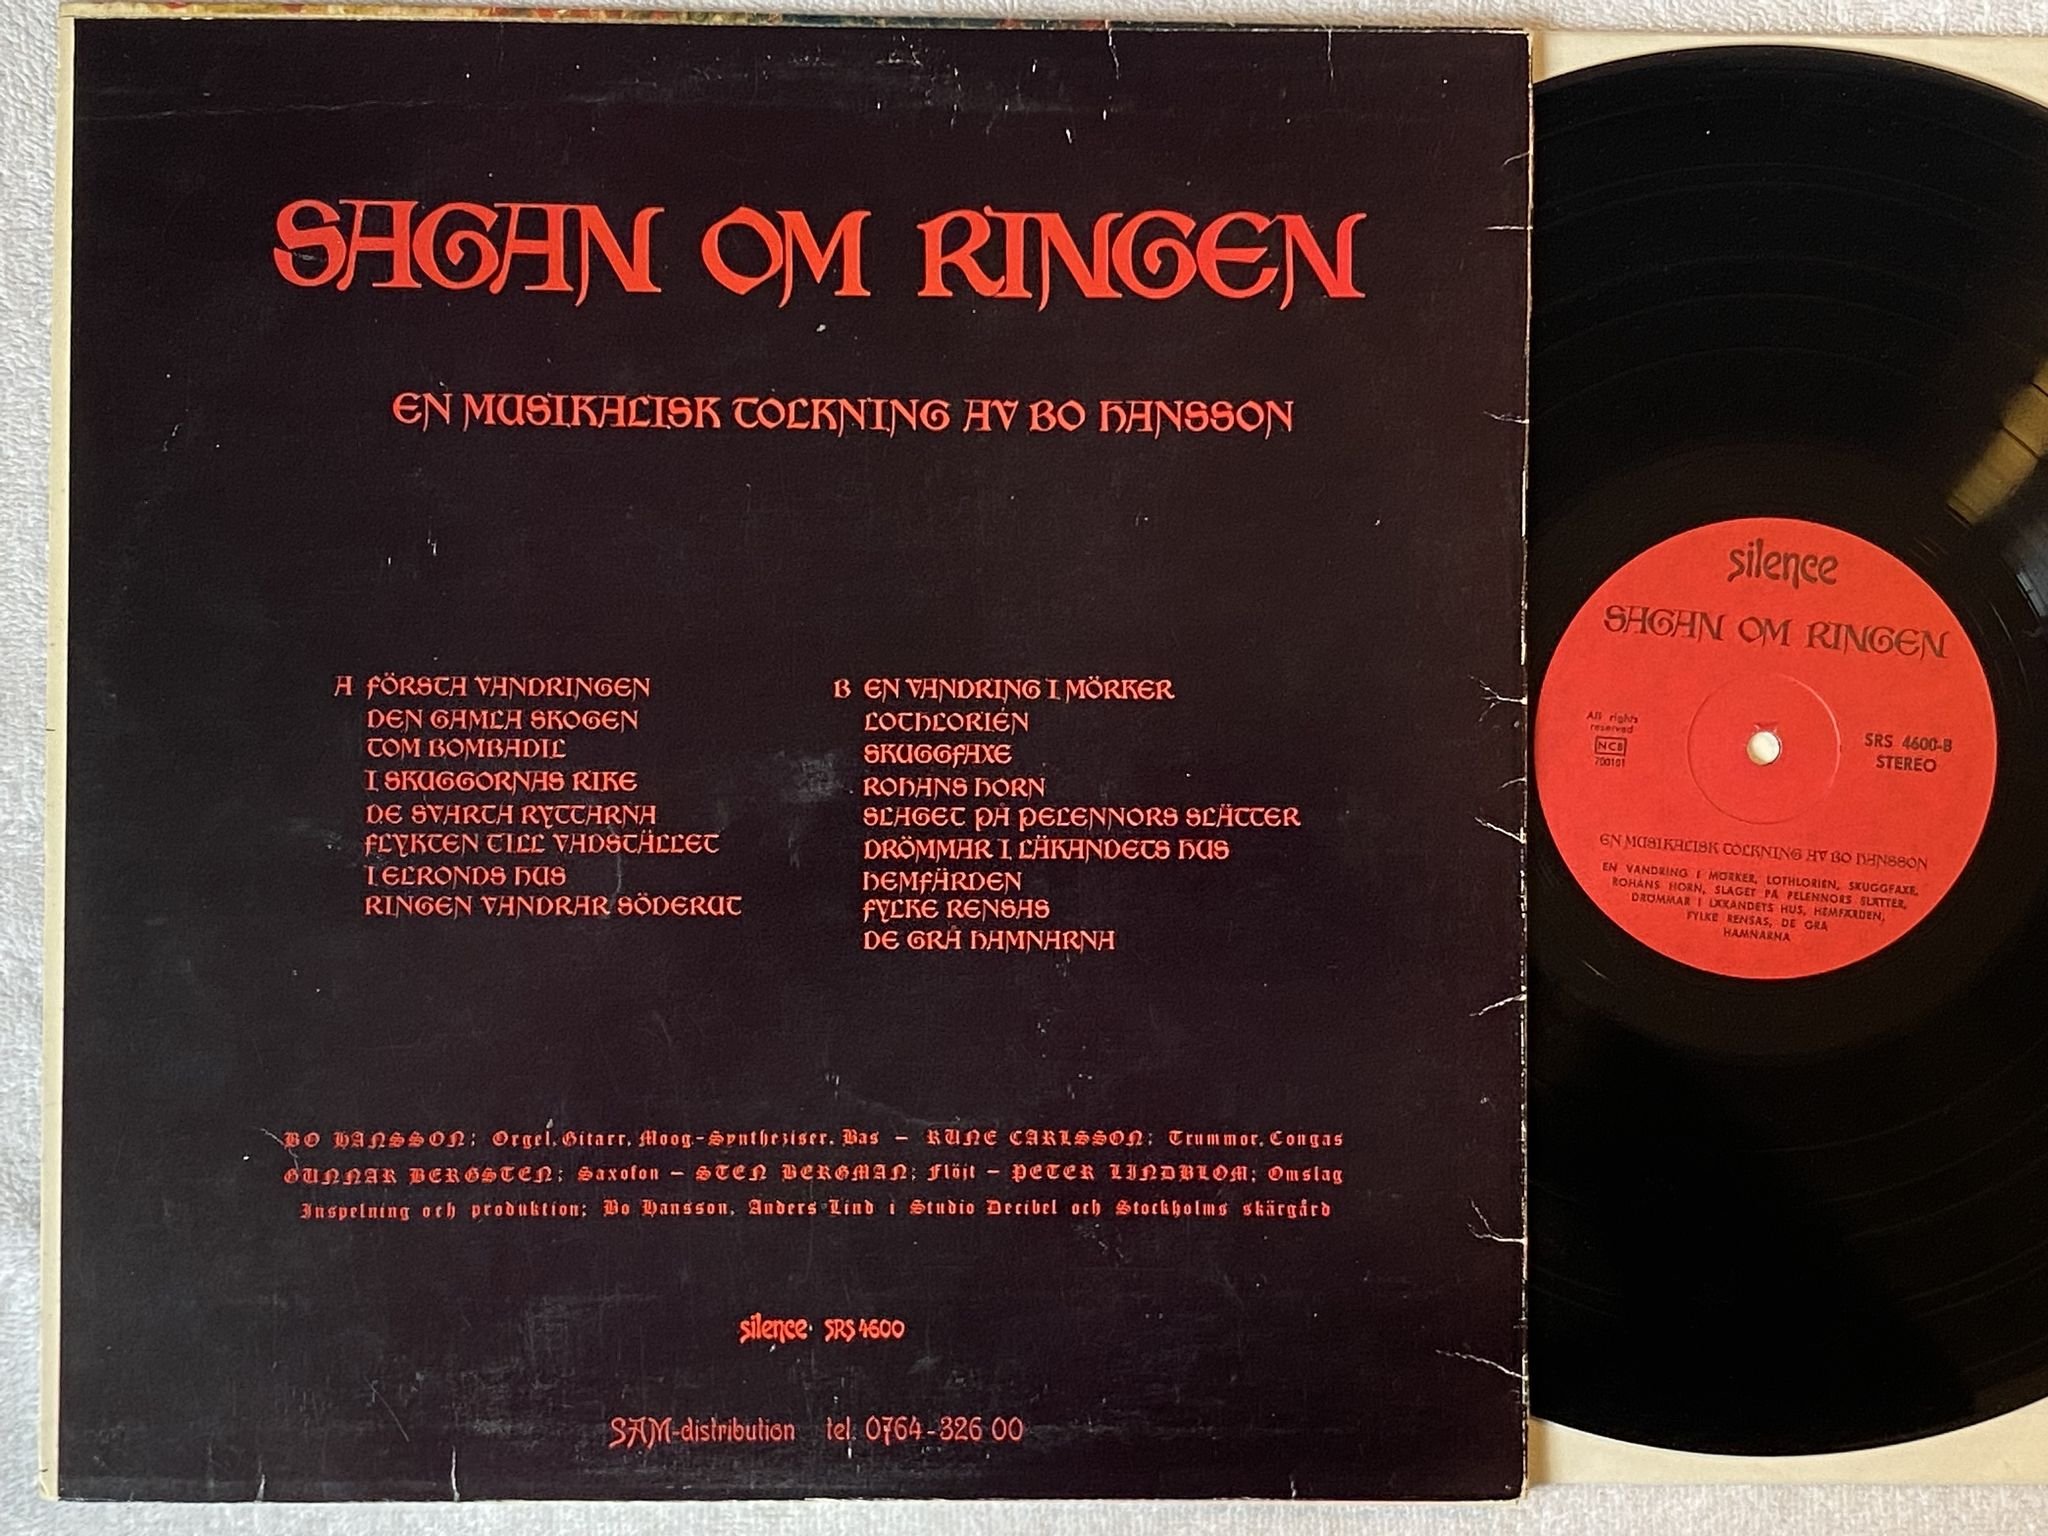 SAGAN OM RINGEN
EN MUSIKALISK TOLKNING AV BO HANSSON
A FÖRSTA VANDRINGEN
DEN GAMLA SKOGEN
TOM BOMBADIL
I SKUGGORNAS RIKE
DE SVARTA RYTTARNA
FLYKTEN TILL VADSTÄLLET
I ELRONDS HUS
RINGEN VANDRAR SÖDERUT
B EN VANDRING I MÖRKER
LOTHLORIÉN
SKUGGFAXE
ROHANS HORN
SLAGET PÅ PELENNORS SLÄTTER
DRÖMMAR I LÄKANDETS HUS
HEMFÄRDEN
FYLKE RENSAS
DE GRÅ HAMNARNA
BO HANSSON; Orgel, Gitarr, Moog-Syntheziser, Bas – RUNE CARLSSON; Trummor, Congas
GUNNAR BERGSTEN; Saxofon – STEN BERGMAN; Flöjt – PETER LINDBLOM; Omslag
Inspelning och produktion; Bo Hansson, Anders Lind i Studio Decibel och Stockholms skärgård
silence SRS 4600
SAM-distribution tel. 0764-326 00
silence
SAGAN OM RINGEN
All rights
reserved
NCB
700101
SRS 4600-B
STEREO
EN MUSIKALISK TOLKNING AV BO HANSSON
EN VANDRING I MÖRKER, LOTHLORIEN, SKUGGFAXE,
ROHANS HORN, SLAGET PÅ PELENNORS SLÄTTER,
DRÖMMAR I LÄKANDETS HUS, HEMFÄRDEN,
FYLKE RENSAS, DE GRÅ
HAMNARNA